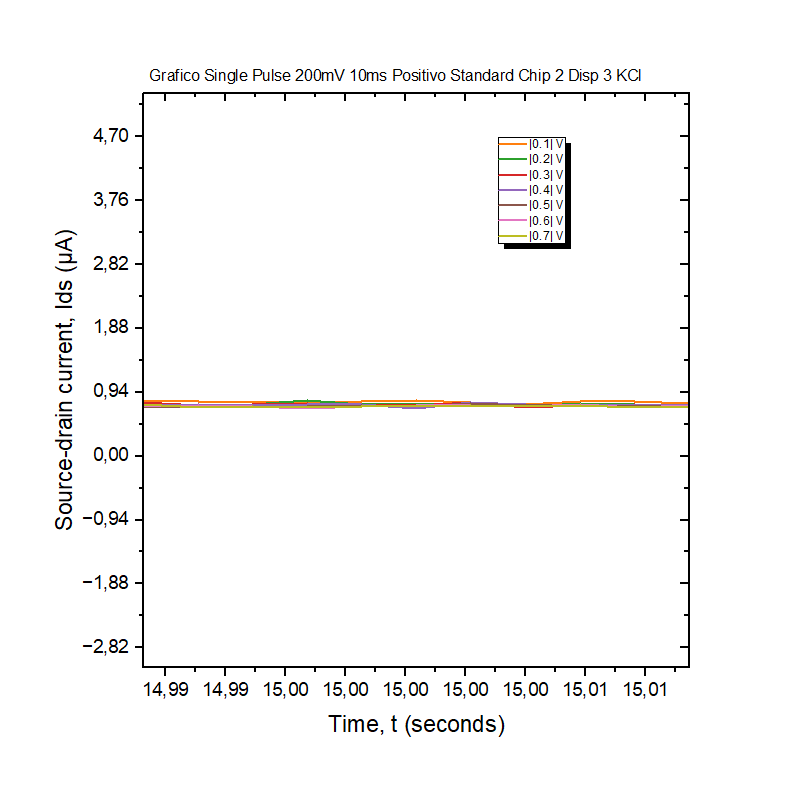 Grafico Single Pulse 200mV 10ms Positivo Standard Chip 2 Disp 3 KCl
4,70
3,76
2,82
1,88
0,94
0,00
−0,94
−1,88
−2,82
Source-drain current, Ids (µA)
|0.1| V
|0.2| V
|0.3| V
|0.4| V
|0.5| V
|0.6| V
|0.7| V
14,99 14,99 15,00 15,00 15,00 15,00 15,00 15,01 15,01
Time, t (seconds)